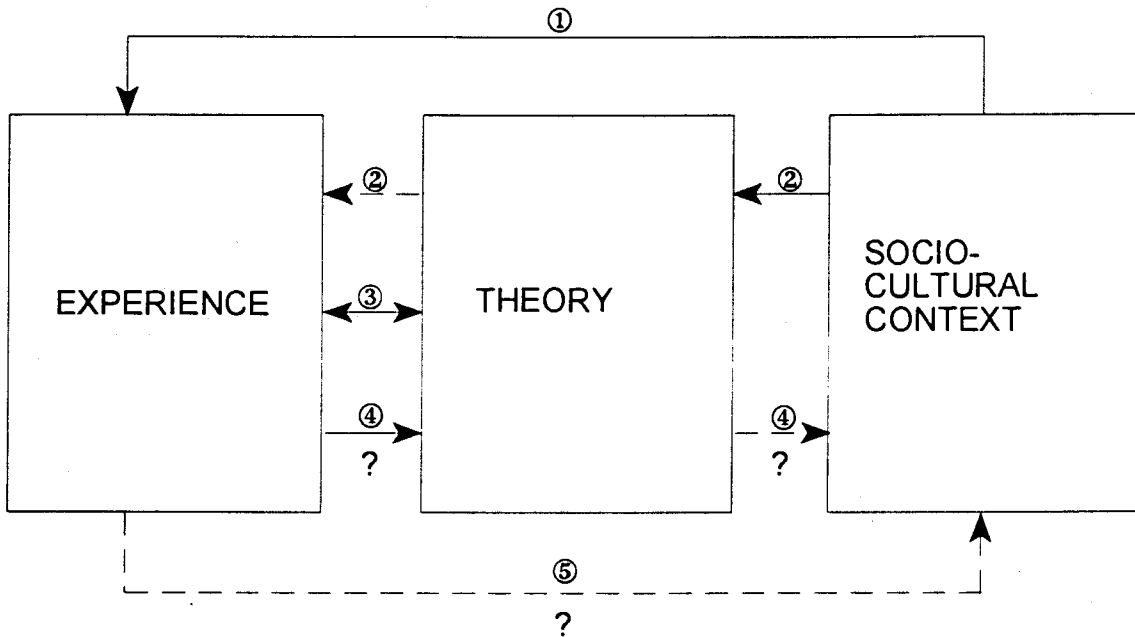 ①
②
②
EXPERIENCE
③
THEORY
SOCIO-
CULTURAL
CONTEXT
④
?
④
?
⑤
?